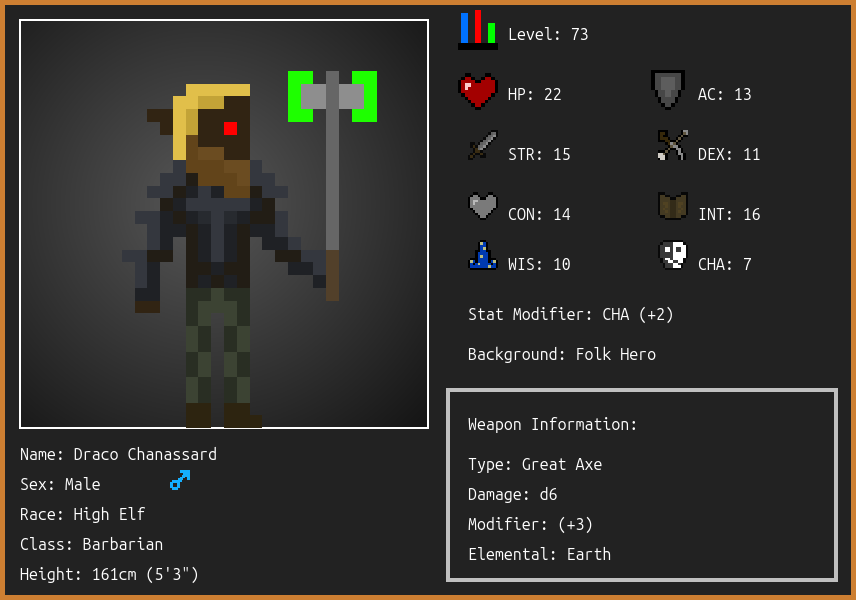 Level: 73
HP: 22
AC: 13
STR: 15
DEX: 11
CON: 14
INT: 16
WIS: 10
CHA: 7
Stat Modifier: CHA (+2)
Background: Folk Hero
Weapon Information:
Type: Great Axe
Damage: d6
Modifier: (+3)
Elemental: Earth
Name: Draco Chanassard
Sex: Male
Race: High Elf
Class: Barbarian
Height: 161cm (5'3")